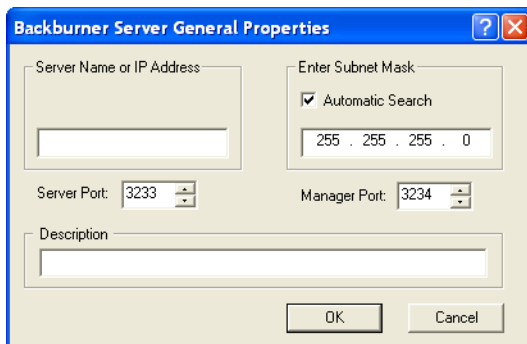 Backburner Server General Properties
Server Name or IP Address
Enter Subnet Mask
Automatic Search
255 . 255 . 255 . 0
Server Port: 3233
Manager Port: 3234
Description
OK
Cancel